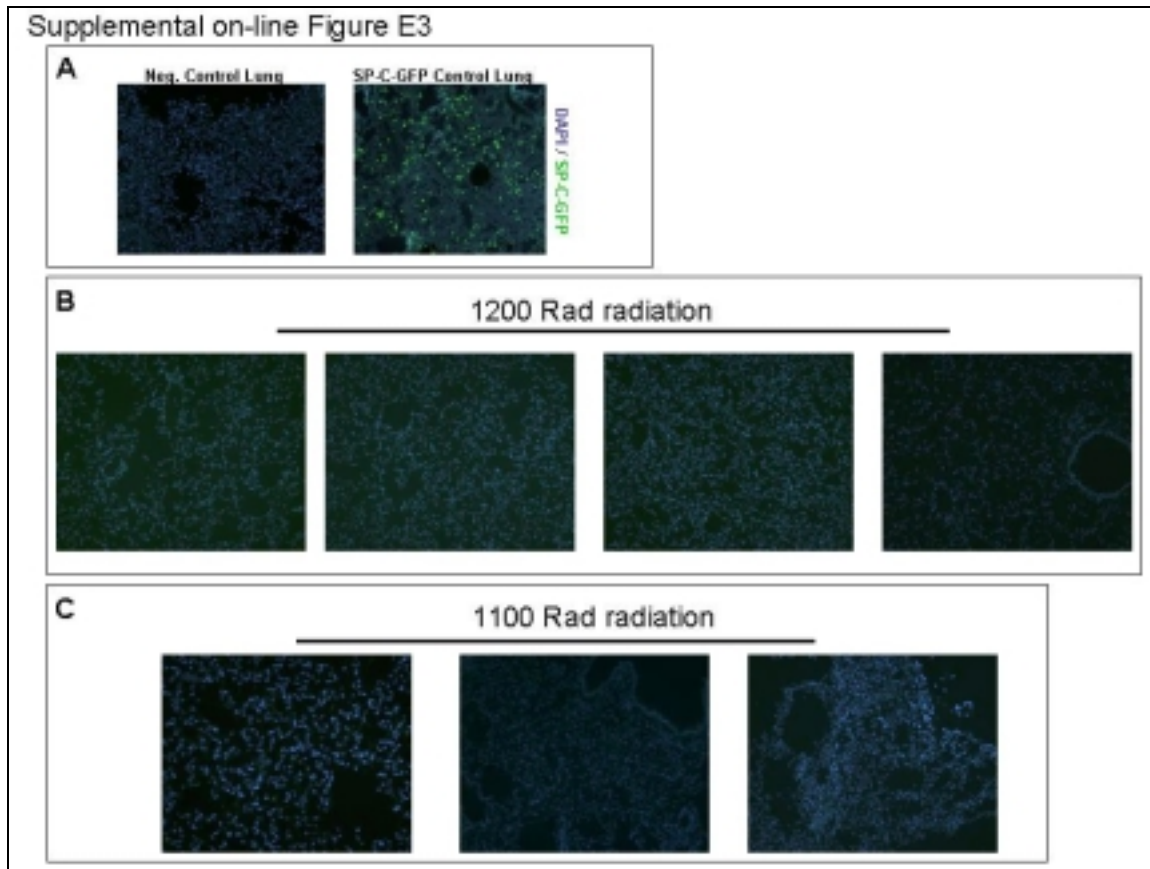 Supplemental on-line Figure E3
A
Neg. Control Lung
SP-C-GFP Control Lung
DAPI / SP-C-GFP
B
1200 Rad radiation
C
1100 Rad radiation